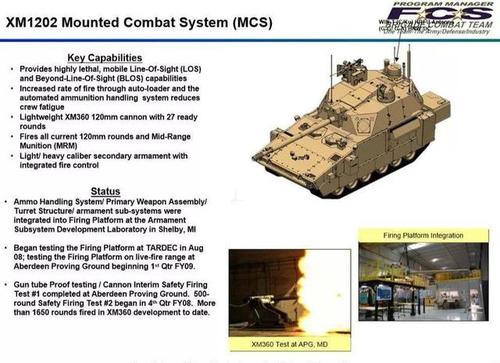 PROGRAM MANAGER
XM1202 Mounted Combat System (MCS)
FCS
BRIGADE COMBAT TEAM
One Team-The Army/Defense/Industry
Key Capabilities
• Provides highly lethal, mobile Line-Of-Sight (LOS)
and Beyond-Line-Of-Sight (BLOS) capabilities
• Increased rate of fire through auto-loader and the
automated ammunition handling system reduces
crew fatigue
• Lightweight XM360 120mm cannon with 27 ready
rounds
• Fires all current 120mm rounds and Mid-Range
Munition (MRM)
• Light/ heavy caliber secondary armament with
integrated fire control
Status
• Ammo Handling System/ Primary Weapon Assembly/
Turret Structure/ armament sub-systems were
integrated into Firing Platform at the Armament
Subsystem Development Laboratory in Shelby, MI
• Began testing the Firing Platform at TARDEC in Aug
08; testing the Firing Platform on live-fire range at
Aberdeen Proving Ground beginning 1st Qtr FY09.
• Gun tube Proof testing / Cannon Interim Safety Firing
Test #1 completed at Aberdeen Proving Ground. 500-
round Safety Firing Test #2 began in 4th Qtr FY08. More
than 1650 rounds fired in XM360 development to date.
Firing Platform Integration
XM360 Test at APG, MD